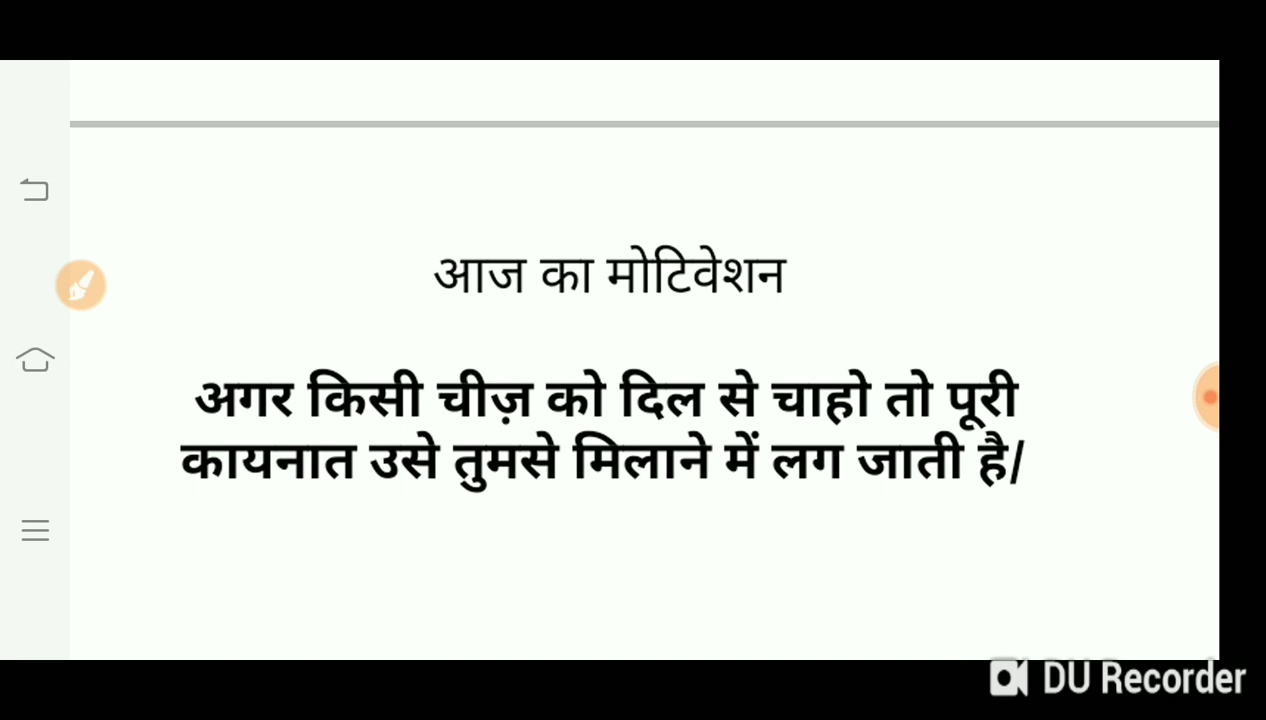 आज का मोटिवेशन
अगर किसी चीज़ को दिल से चाहो तो पूरी
कायनात उसे तुमसे मिलाने में लग जाती है/
DU Recorder